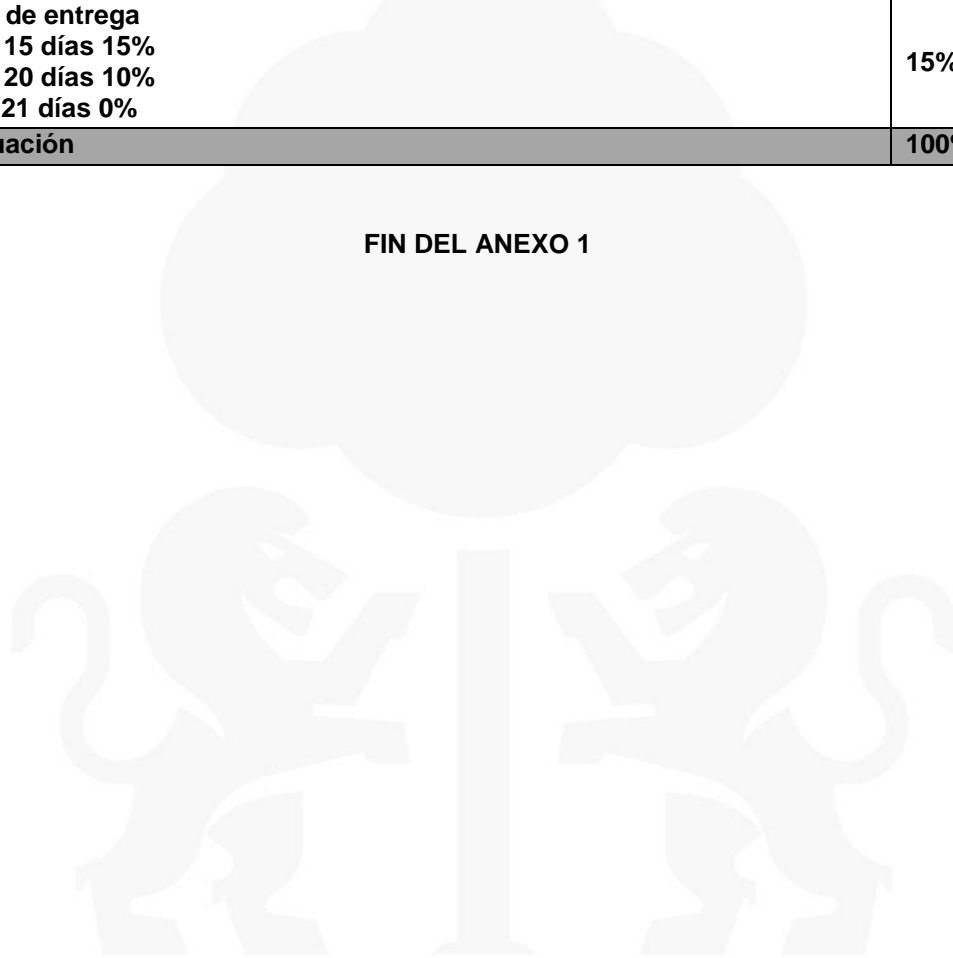 de entrega
15 días 15%
20 días 10%
21 días 0%
15%
uación
100%
FIN DEL ANEXO 1